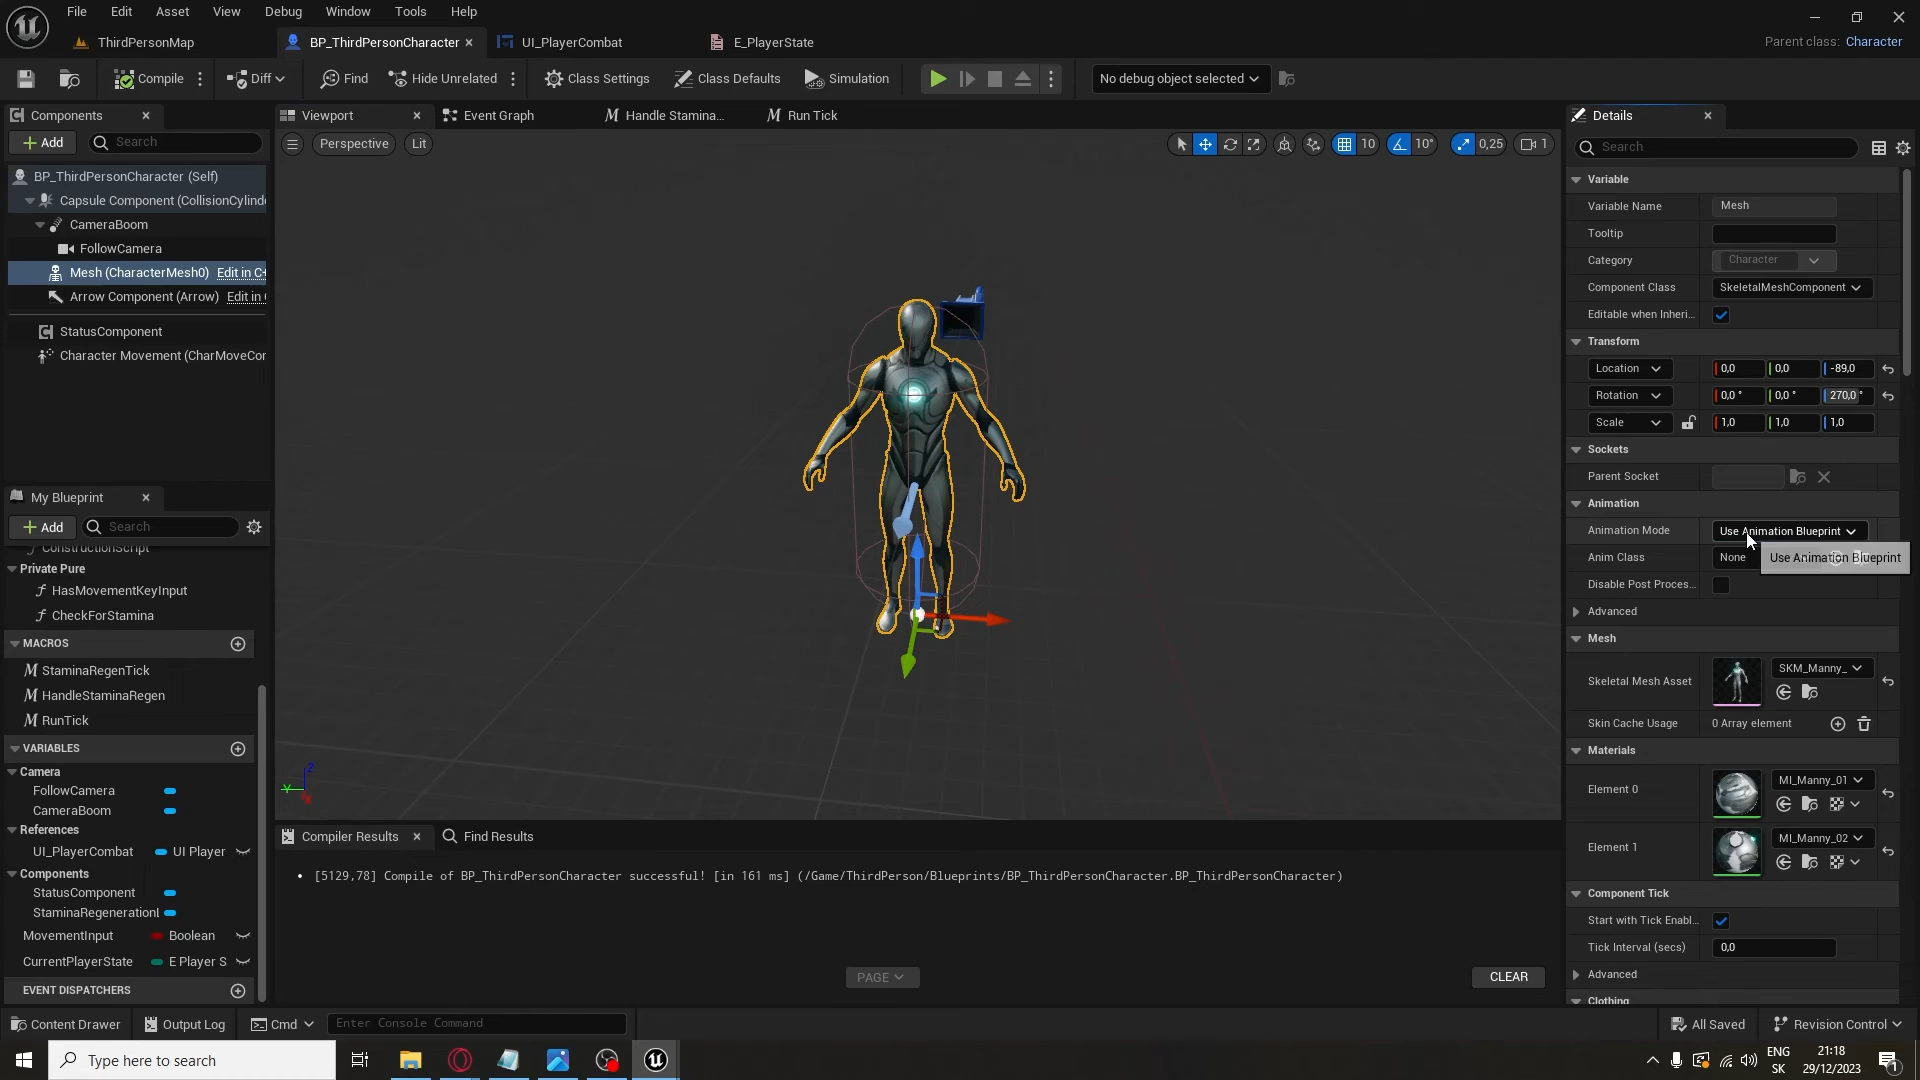 File Edit Asset View Debug Window Tools Help
ThirdPersonMap BP_ThirdPersonCharacter UI_PlayerCombat E_PlayerState Parent class: Character
Compile Diff Find Hide Unrelated Class Settings Class Defaults Simulation No debug object selected
Components
Add Search
BP_ThirdPersonCharacter (Self)
Capsule Component (CollisionCylinde
CameraBoom
FollowCamera
Mesh (CharacterMesh0) Edit in C+
Arrow Component (Arrow) Edit in
StatusComponent
Character Movement (CharMoveCor
My Blueprint
Add Search
ConstructionScript
Private Pure
HasMovementKeyInput
CheckForStamina
MACROS
StaminaRegenTick
HandleStaminaRegen
RunTick
VARIABLES
Camera
FollowCamera
CameraBoom
References
UI_PlayerCombat UI Player
Components
StatusComponent
StaminaRegenerationI
MovementInput Boolean
CurrentPlayerState E Player S
EVENT DISPATCHERS
Viewport Event Graph Handle Stamina... Run Tick
Perspective Lit 10 10° 0,25 1
Z
Y
X
Compiler Results Find Results
[5129,78] Compile of BP_ThirdPersonCharacter successful! [in 161 ms] (/Game/ThirdPerson/Blueprints/BP_ThirdPersonCharacter.BP_ThirdPersonCharacter)
PAGE CLEAR
Details
Search
Variable
Variable Name Mesh
Tooltip
Category Character
Component Class SkeletalMeshComponent
Editable when Inheri...
Transform
Location 0,0 0,0 -89,0
Rotation 0,0 ° 0,0 ° 270,0 °
Scale 1,0 1,0 1,0
Sockets
Parent Socket
Animation
Animation Mode Use Animation Blueprint
Anim Class None Use Animation Blueprint
Disable Post Proces...
Advanced
Mesh
Skeletal Mesh Asset SKM_Manny_
Skin Cache Usage 0 Array element
Materials
Element 0 MI_Manny_01
Element 1 MI_Manny_02
Component Tick
Start with Tick Enabl...
Tick Interval (secs) 0,0
Advanced
Clothing
Content Drawer Output Log Cmd Enter Console Command All Saved Revision Control
Type here to search ENG SK 21:18 29/12/2023 1